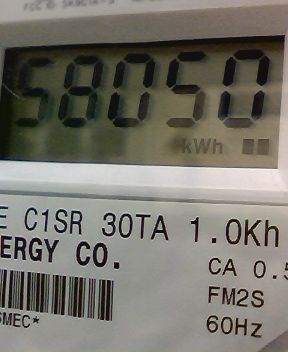 58050
kWh
E C1SR 30TA 1.0Kh
ERGY CO.
CA 0.5
FM2S
SMEC*
60Hz